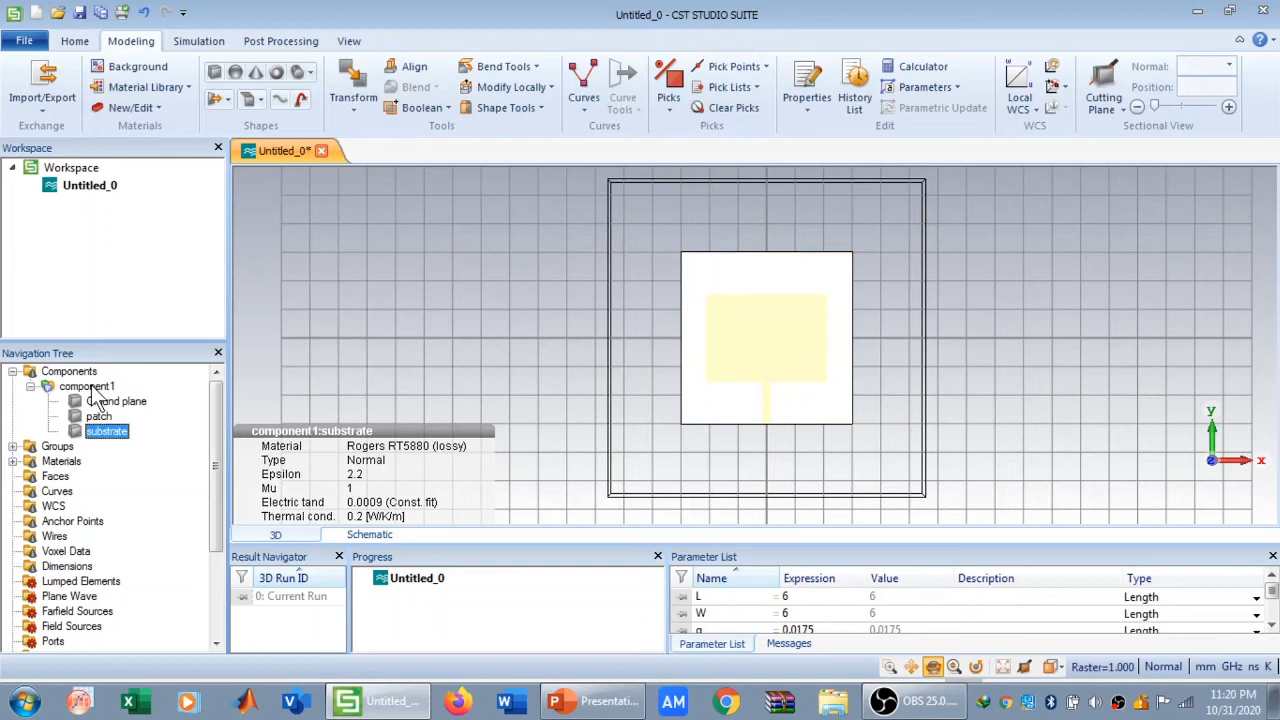 Untitled_0 - CST STUDIO SUITE
File Home Modeling Simulation Post Processing View
Background
Material Library
New/Edit
Import/Export
Exchange
Materials
Shapes
Transform
Align
Blend
Boolean
Bend Tools
Modify Locally
Shape Tools
Tools
Curves
Curve Tools
Curves
Picks
Pick Points
Pick Lists
Clear Picks
Picks
Properties
History List
Calculator
Parameters
Parametric Update
Edit
Local WCS
WCS
Cutting Plane
Normal:
Position:
Sectional View
Workspace
Untitled_0*
Workspace
Untitled_0
Navigation Tree
Components
component1
plane
patch
substrate
Groups
Materials
Faces
Curves
WCS
Anchor Points
Wires
Voxel Data
Dimensions
Lumped Elements
Plane Wave
Farfield Sources
Field Sources
Ports
component1:substrate
Material Rogers RT5880 (lossy)
Type Normal
Epsilon 2.2
Mu 1
Electric tand 0.0009 (Const. fit)
Thermal cond. 0.2 [W/K/m]
y
x
3D Schematic
Result Navigator
3D Run ID
0: Current Run
Progress
Untitled_0
Parameter List
Name Expression Value Description Type
L = 6 6 Length
W = 6 6 Length
g = 0.0175 0.0175 Length
Parameter List Messages
Raster=1.000 Normal mm GHz ns K
Untitled_...
Presentati...
AM
OBS 25.0....
11:20 PM
10/31/2020